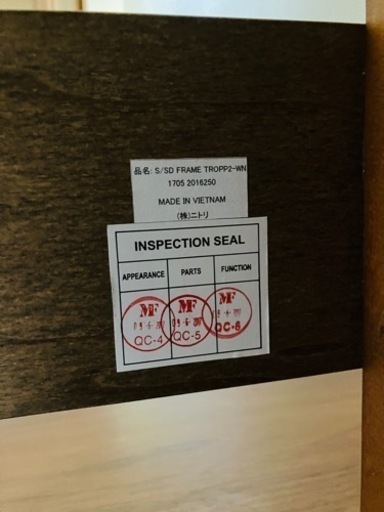 品名: S/SD FRAME TROPP2-WN
1705 2016250
MADE IN VIETNAM
(株)ニトリ
INSPECTION SEAL
APPEARANCE PARTS FUNCTION
MF MF MF
QC-4 QC-5 QC-6